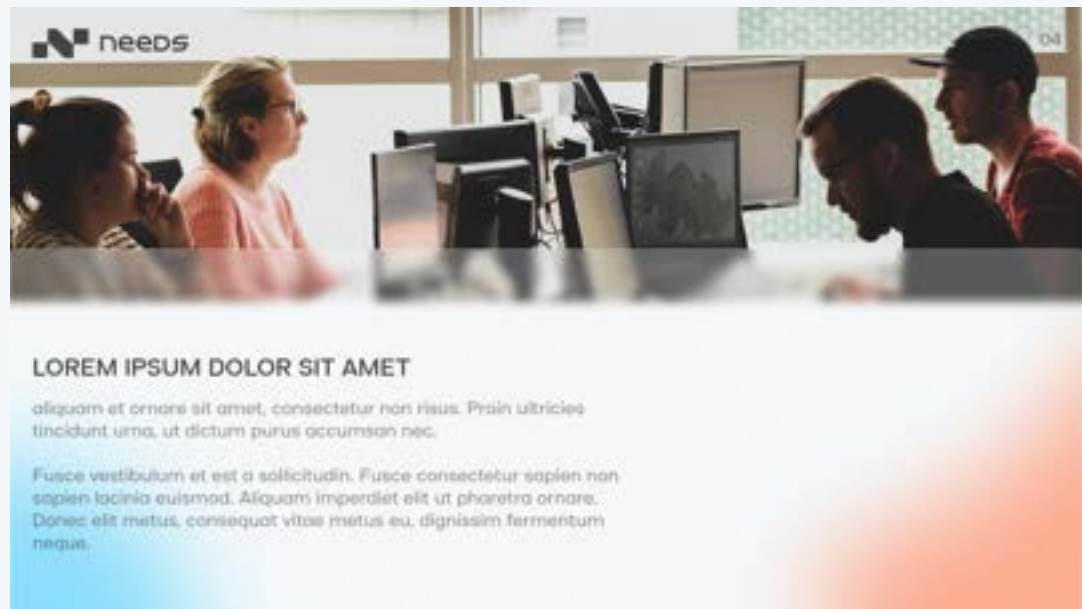 needs
04
LOREM IPSUM DOLOR SIT AMET
aliquam et ornare sit amet, consectetur non risus. Proin ultricies
tincidunt urna, ut dictum purus accumsan nec.
Fusce vestibulum et est a sollicitudin. Fusce consectetur sapien non
sapien lacinia euismod. Aliquam imperdiet elit ut pharetra ornare.
Donec elit metus, consequat vitae metus eu, dignissim fermentum
neque.